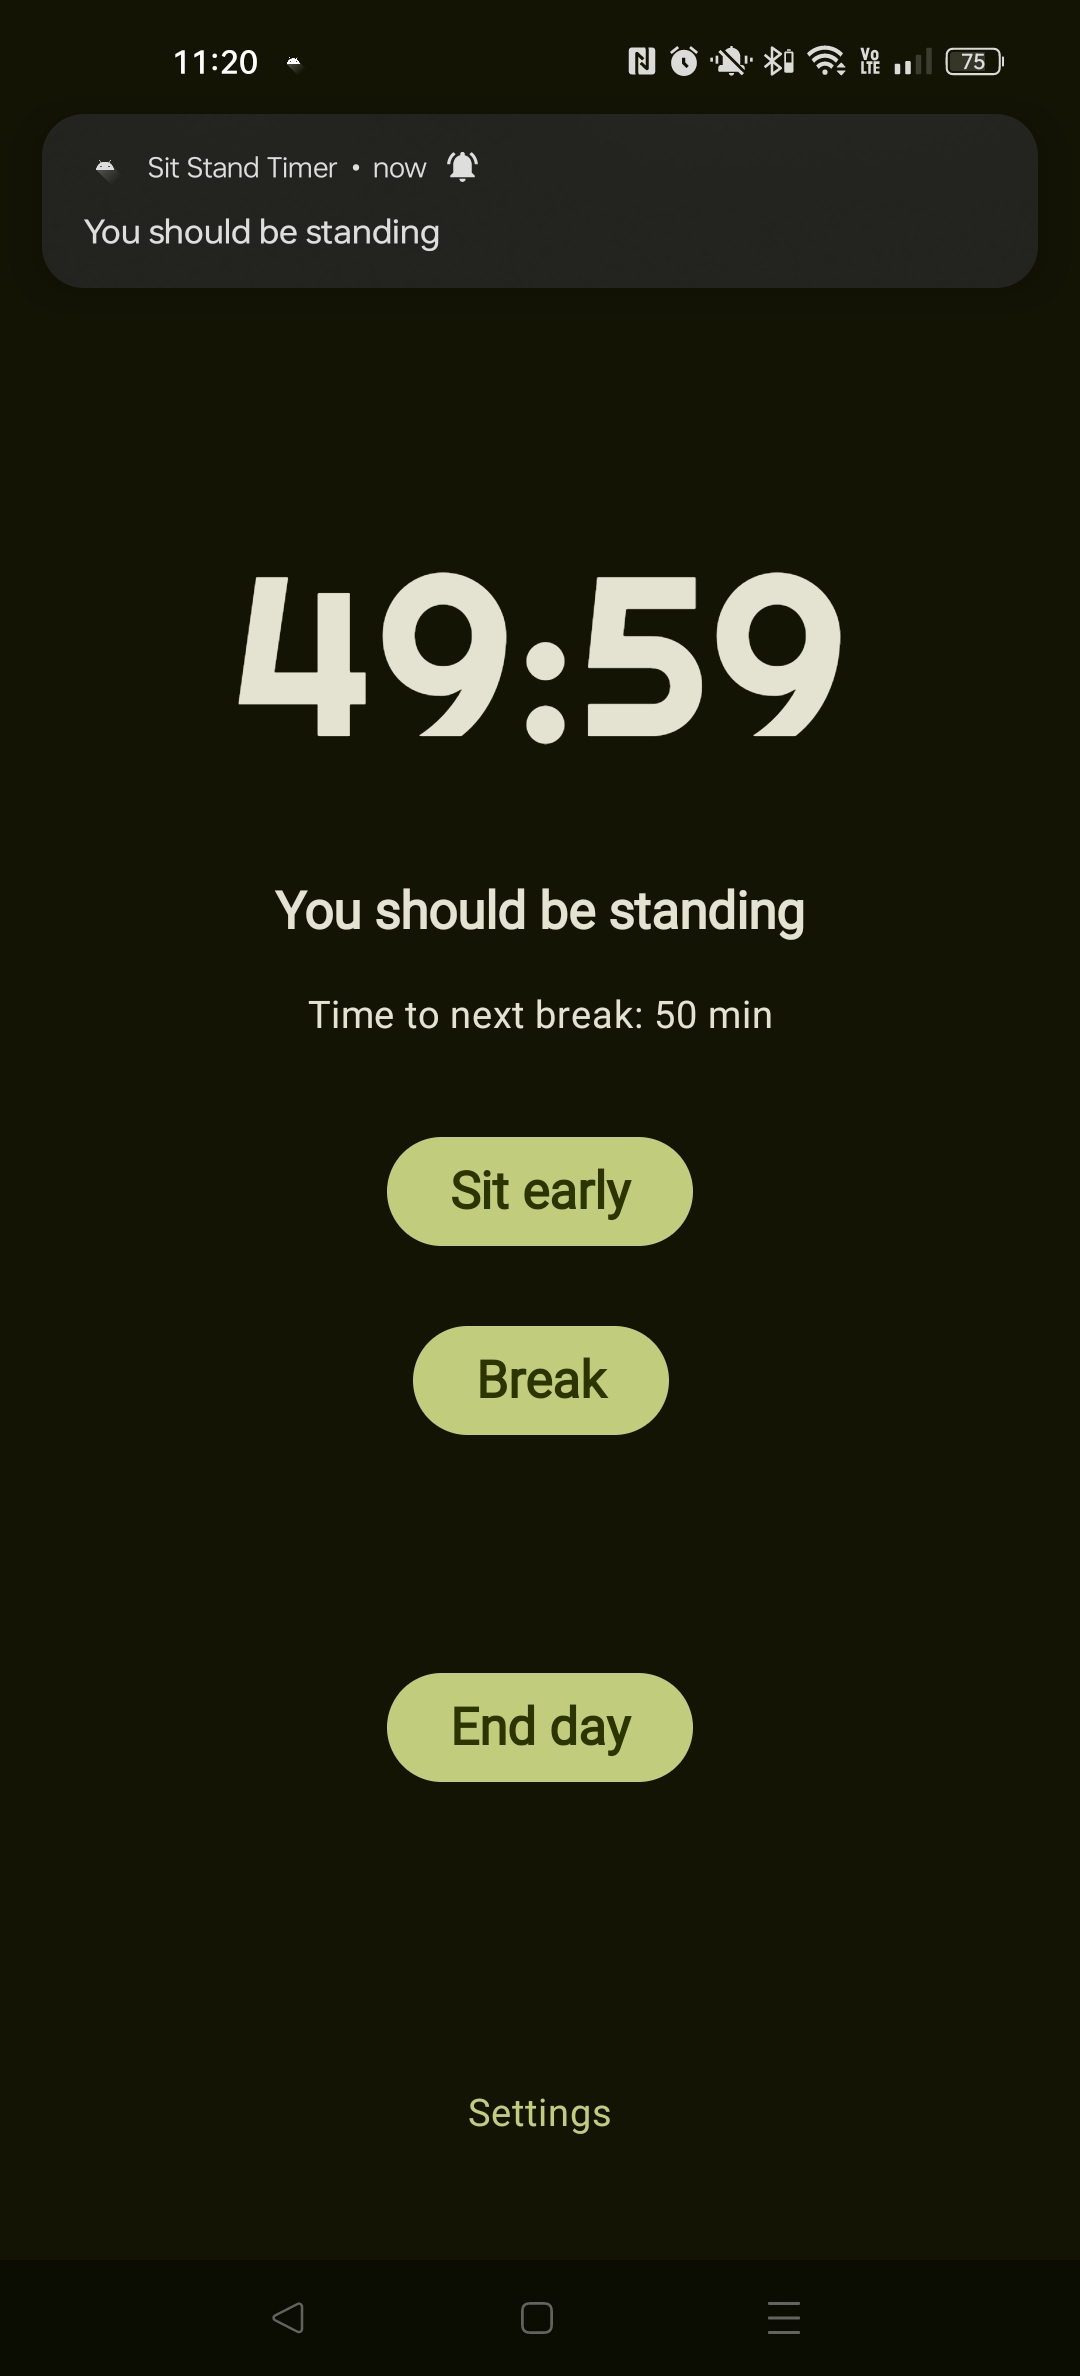 11:20 Vo LTE 75
Sit Stand Timer • now
You should be standing
49:59
You should be standing
Time to next break: 50 min
Sit early
Break
End day
Settings